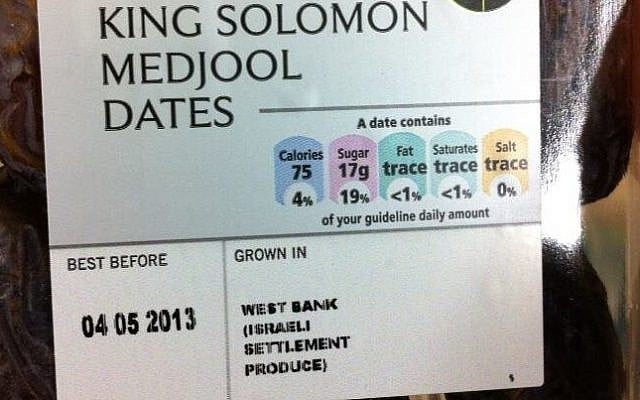 KING SOLOMON
MEDJOOL
DATES
A date contains
Calories Sugar Fat Saturates Salt
75 17g trace trace trace
4% 19% <1% <1% 0%
of your guideline daily amount
BEST BEFORE
04 05 2013
GROWN IN
WEST BANK
(ISRAELI
SETTLEMENT
PRODUCE)